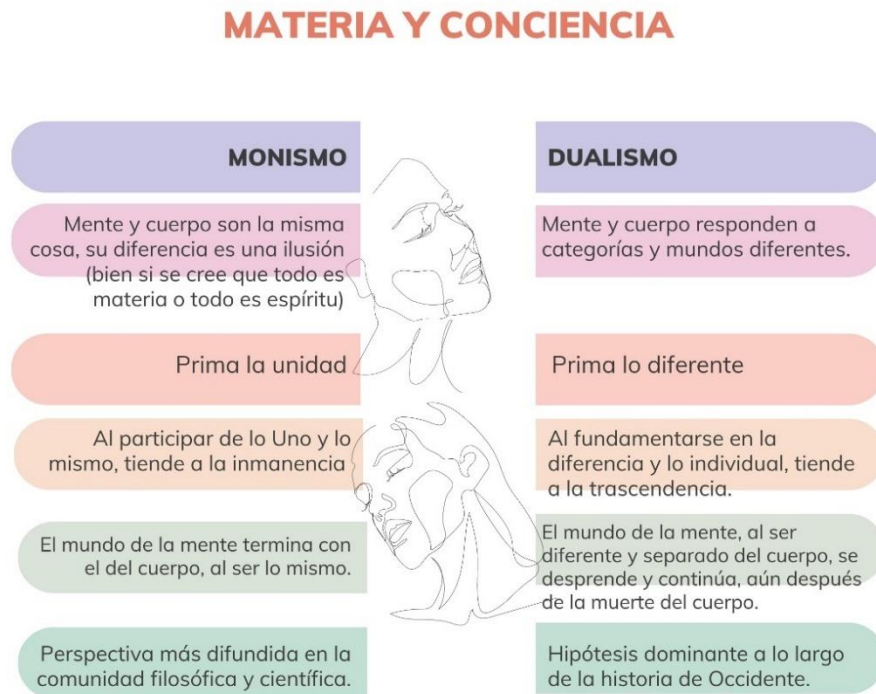 MATERIA Y CONCIENCIA
MONISMO
DUALISMO
Mente y cuerpo son la misma
cosa, su diferencia es una ilusión
(bien si se cree que todo es
materia o todo es espíritu)
Mente y cuerpo responden a
categorías y mundos diferentes.
Prima la unidad
Prima lo diferente
Al participar de lo Uno y lo
mismo, tiende a la inmanencia
Al fundamentarse en la
diferencia y lo individual, tiende
a la trascendencia.
El mundo de la mente termina con
el del cuerpo, al ser lo mismo.
El mundo de la mente, al ser
diferente y separado del cuerpo, se
desprende y continúa, aún después
de la muerte del cuerpo.
Perspectiva más difundida en la
comunidad filosófica y científica.
Hipótesis dominante a lo largo
de la historia de Occidente.